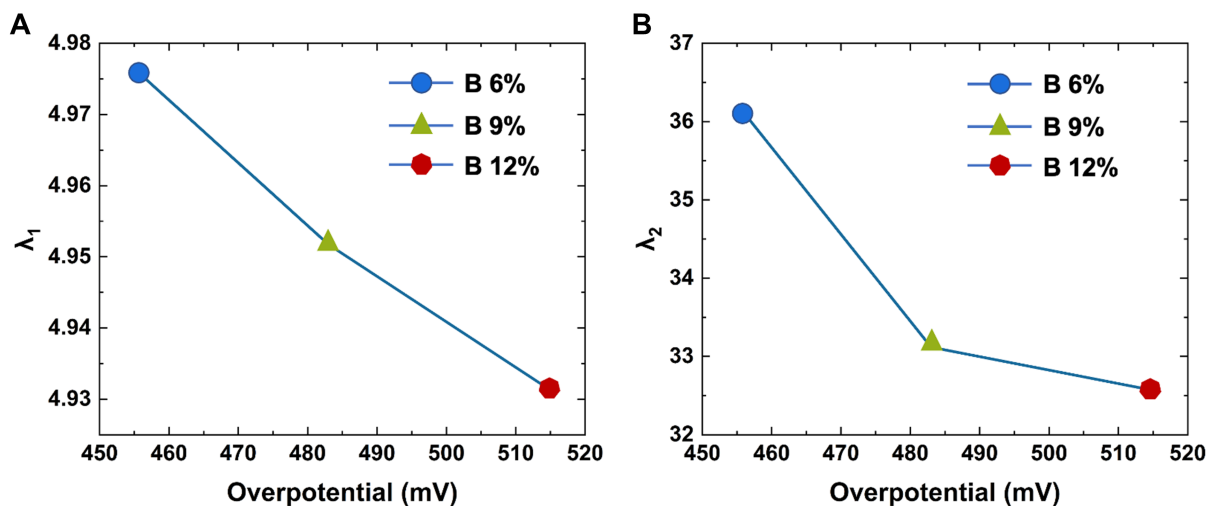 A
4.98
4.97
4.96
4.95
4.94
4.93
λ1
450 460 470 480 490 500 510 520
Overpotential (mV)
B 6%
B 9%
B 12%
B
37
36
35
34
33
32
λ2
450 460 470 480 490 500 510 520
Overpotential (mV)
B 6%
B 9%
B 12%